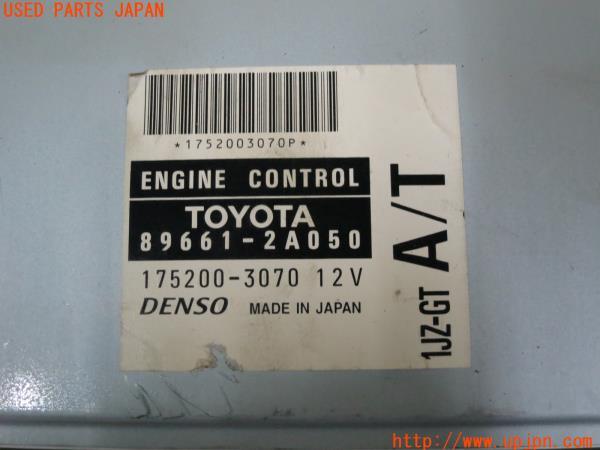 USED PARTS JAPAN
*1752003070P*
ENGINE CONTROL
TOYOTA
89661-2A050
175200-3070 12V
DENSO MADE IN JAPAN
1JZ-GT A/T
http://www.upjpn.com